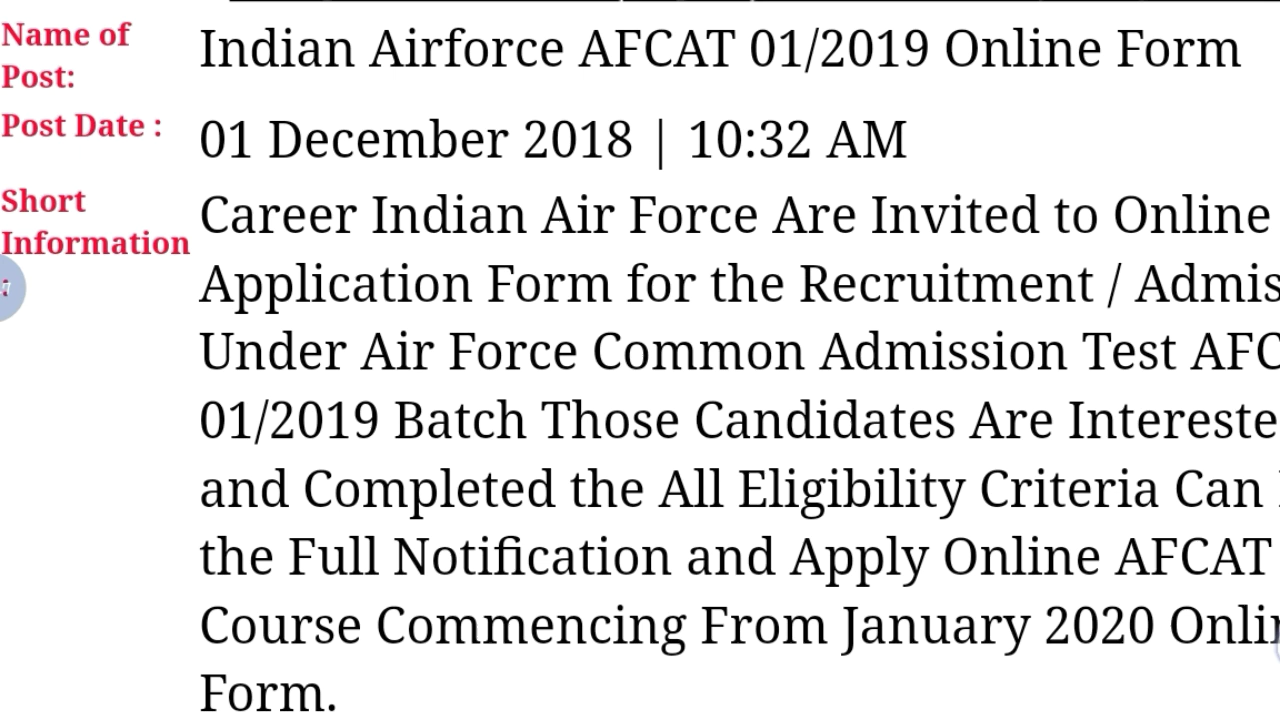 Name of
Post:
Indian Airforce AFCAT 01/2019 Online Form
Post Date :
01 December 2018 | 10:32 AM
Short
Information
:
Career Indian Air Force Are Invited to Online
Application Form for the Recruitment /
Under Air Force Common Admission Test
01/2019 Batch Those Candidates Are
and Completed the All Eligibility Criteria Can
the Full Notification and Apply Online AFCAT
Course Commencing From January 2020
Form.